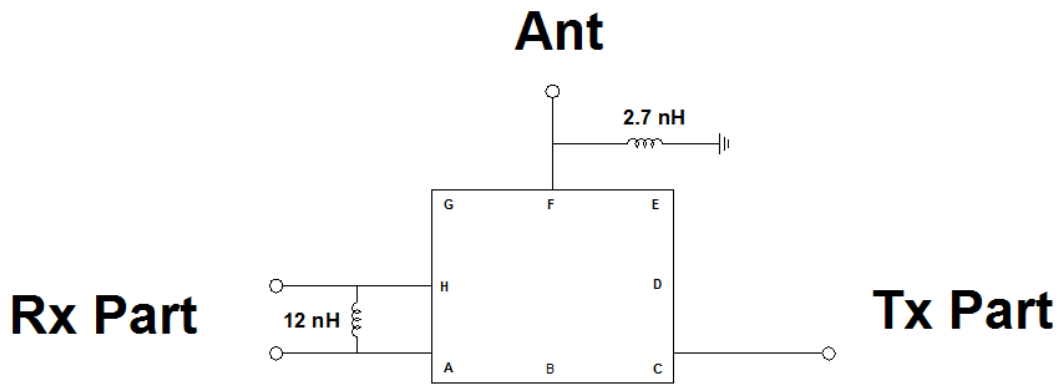 Ant
2.7 nH
G F E
H D
Rx Part 12 nH Tx Part
A B C